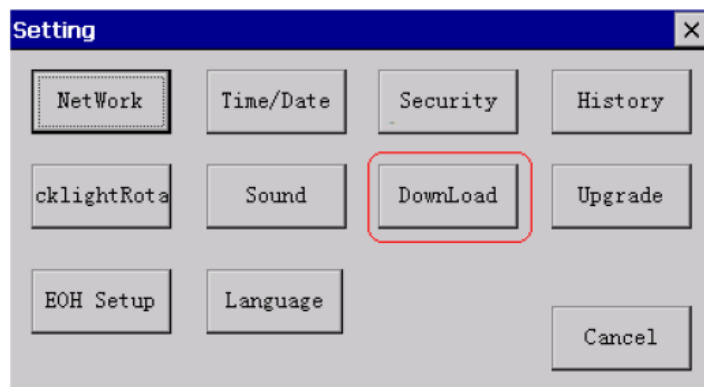 Setting
NetWork Time/Date Security History
cklightRota Sound DownLoad Upgrade
EOH Setup Language
Cancel